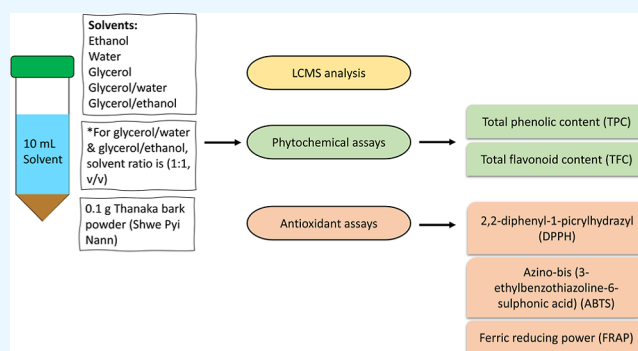 10 mL
Solvent
Solvents:
Ethanol
Water
Glycerol
Glycerol/water
Glycerol/ethanol
*For glycerol/water
& glycerol/ethanol,
solvent ratio is (1:1,
v/v)
0.1 g Thanaka bark
powder (Shwe Pyi
Nann)
LCMS analysis
Phytochemical assays
Antioxidant assays
Total phenolic content (TPC)
Total flavonoid content (TFC)
2,2-diphenyl-1-picrylhydrazyl
(DPPH)
Azino-bis (3-
ethylbenzothiazoline-6-
sulphonic acid) (ABTS)
Ferric reducing power (FRAP)